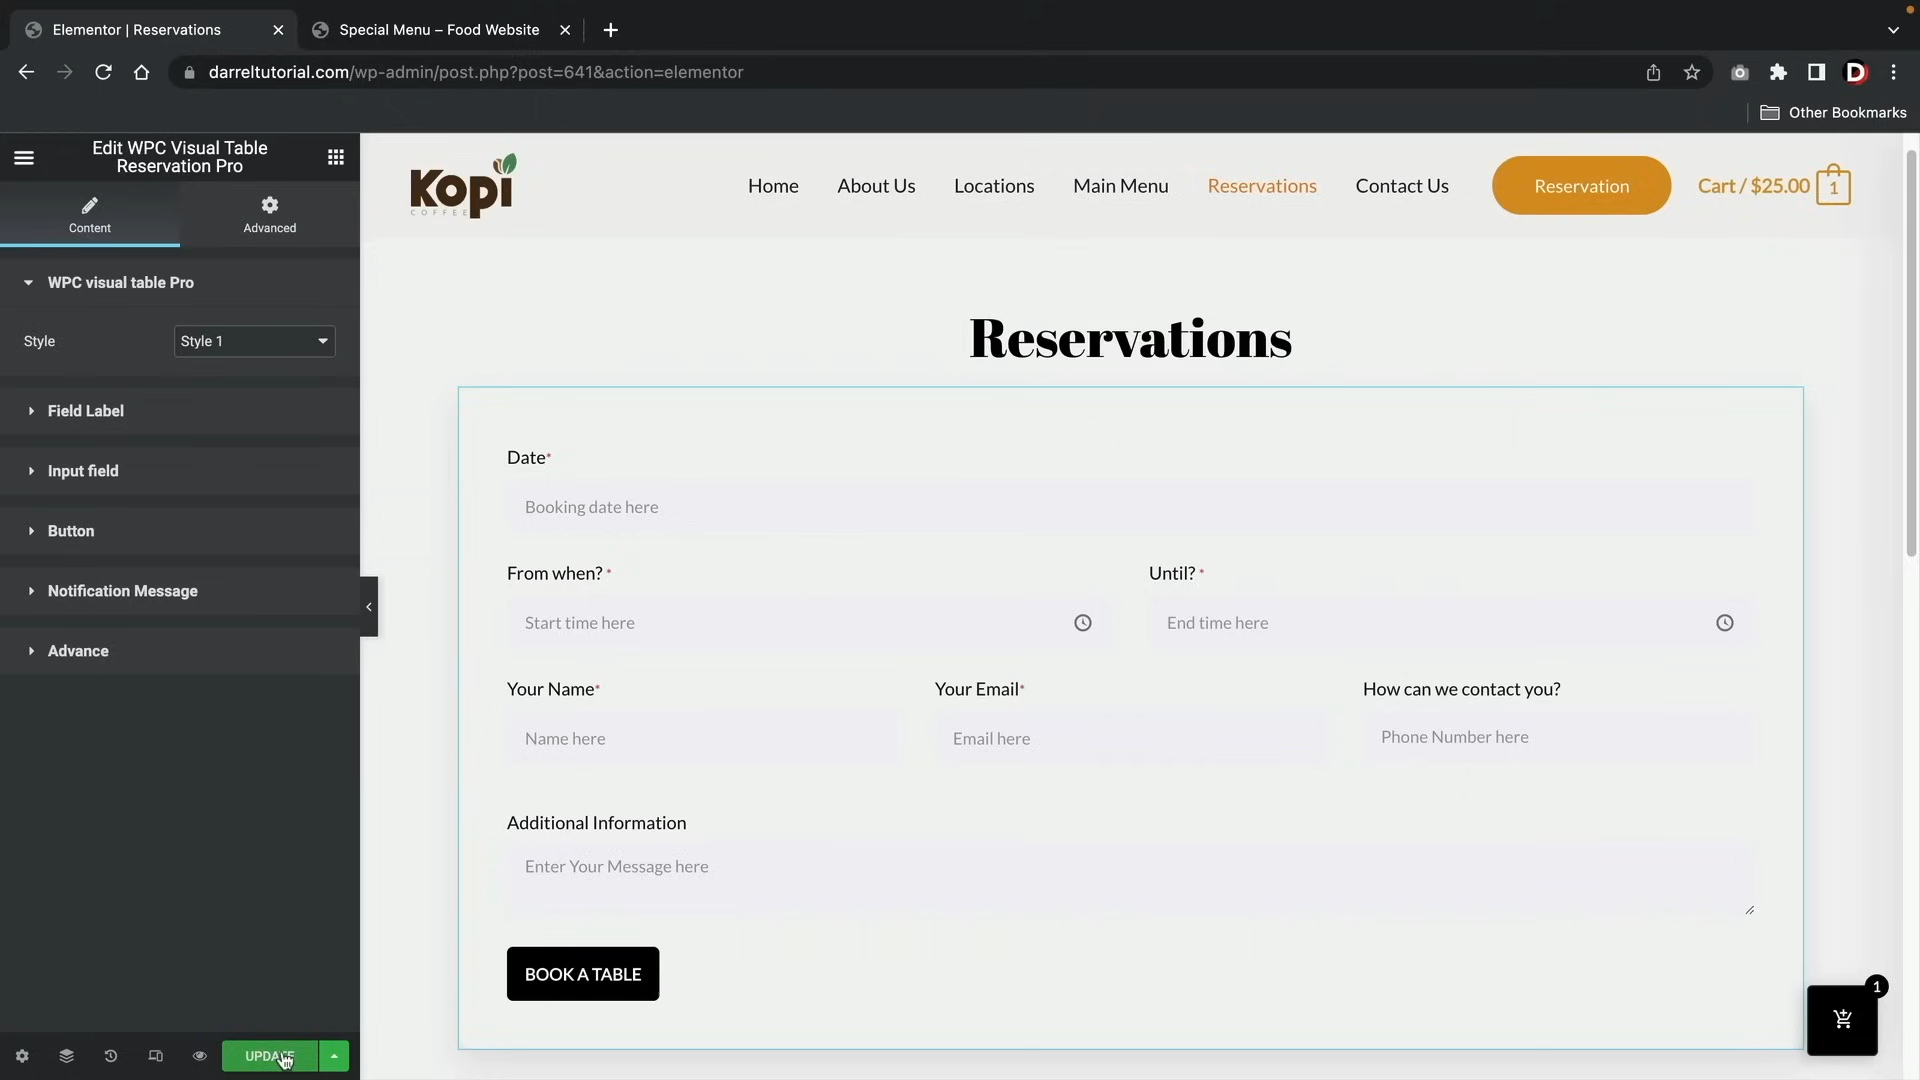 Elementor | Reservations
Special Menu – Food Website
darreltutorial.com/wp-admin/post.php?post=641&action=elementor
D
Other Bookmarks
Edit WPC Visual Table
Reservation Pro
Content
Advanced
WPC visual table Pro
Style
Style 1
Field Label
Input field
Button
Notification Message
Advance
UPDATE
Kopi
COFFEE
Home
About Us
Locations
Main Menu
Reservations
Contact Us
Reservation
Cart / $25.00
1
Reservations
Date*
Booking date here
From when? *
Until? *
Start time here
End time here
Your Name*
Your Email*
How can we contact you?
Name here
Email here
Phone Number here
Additional Information
Enter Your Message here
BOOK A TABLE
1